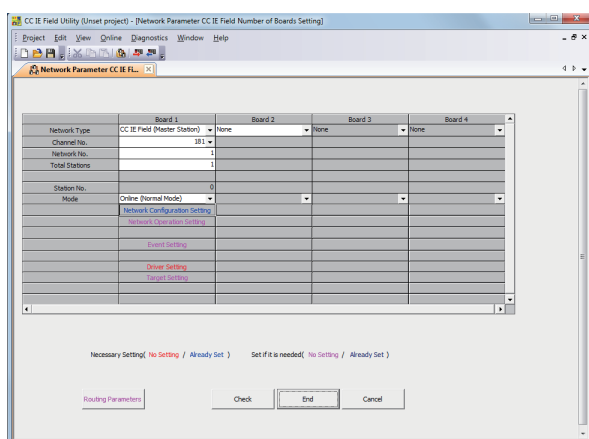 CC IE Field Utility (Unset project) - [Network Parameter CC IE Field Number of Boards Setting]
Project Edit View Online Diagnostics Window Help
Network Parameter CC IE Fi...
Board 1 Board 2 Board 3 Board 4
Network Type CC IE Field (Master Station) None None None
Channel No. 181
Network No. 1
Total Stations 1
Station No. 0
Mode Online (Normal Mode)
Network Configuration Setting
Network Operation Setting
Event Setting
Driver Setting
Target Setting
Necessary Setting( No Setting / Already Set ) Set if it is needed( No Setting / Already Set )
Routing Parameters Check End Cancel